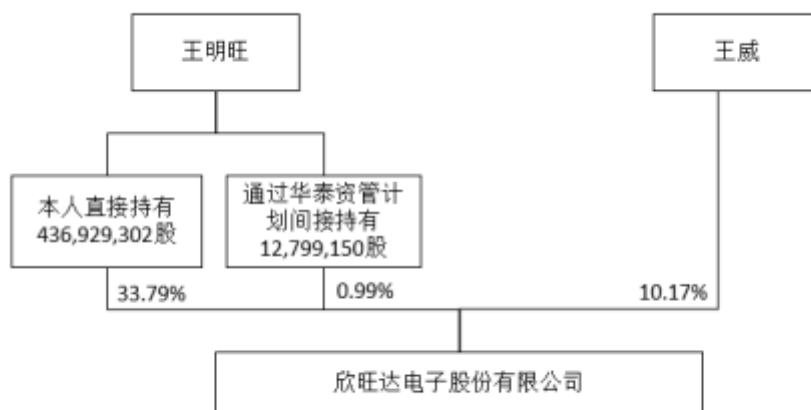 王明旺
王威
本人直接持有
436,929,302股
通过华泰资管计
划间接持有
12,799,150股
33.79%
0.99%
10.17%
欣旺达电子股份有限公司